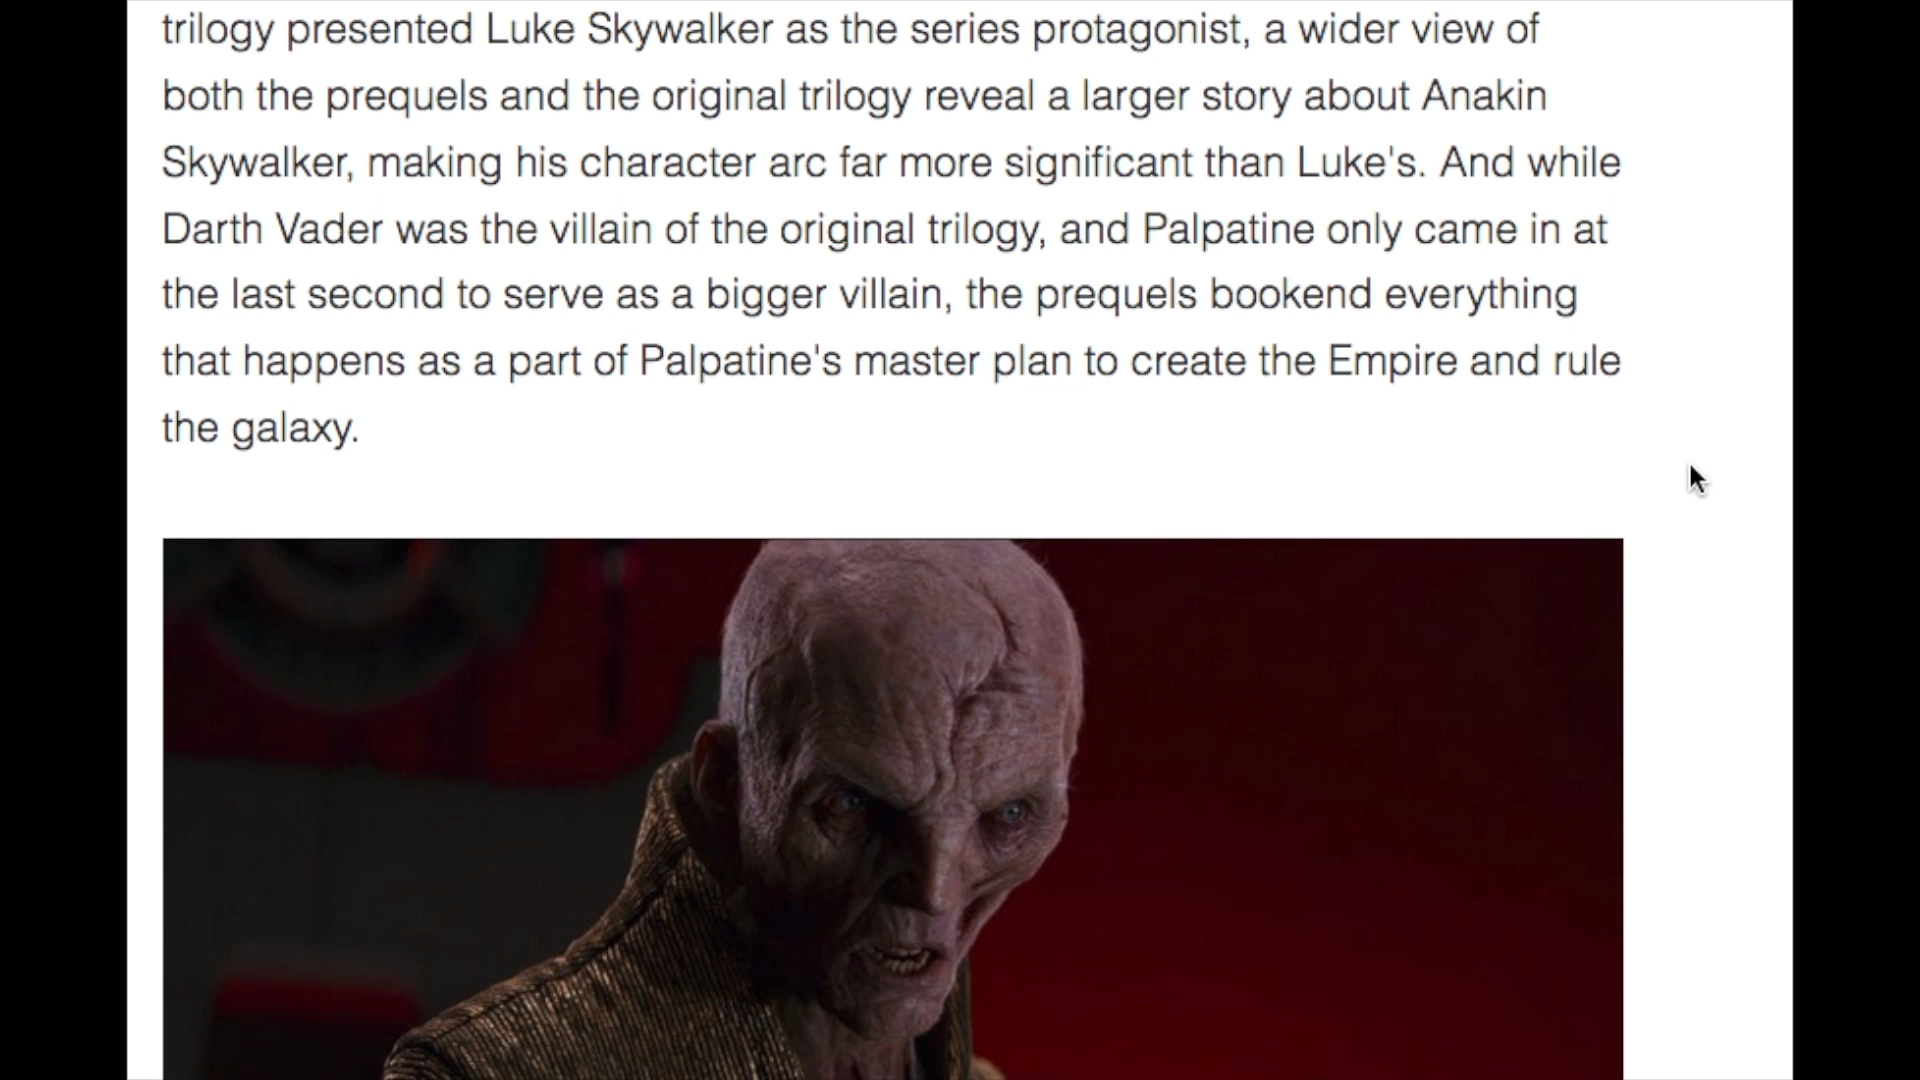 trilogy presented Luke Skywalker as the series protagonist, a wider view of
both the prequels and the original trilogy reveal a larger story about Anakin
Skywalker, making his character arc far more significant than Luke's. And while
Darth Vader was the villain of the original trilogy, and Palpatine only came in at
the last second to serve as a bigger villain, the prequels bookend everything
that happens as a part of Palpatine's master plan to create the Empire and rule
the galaxy.